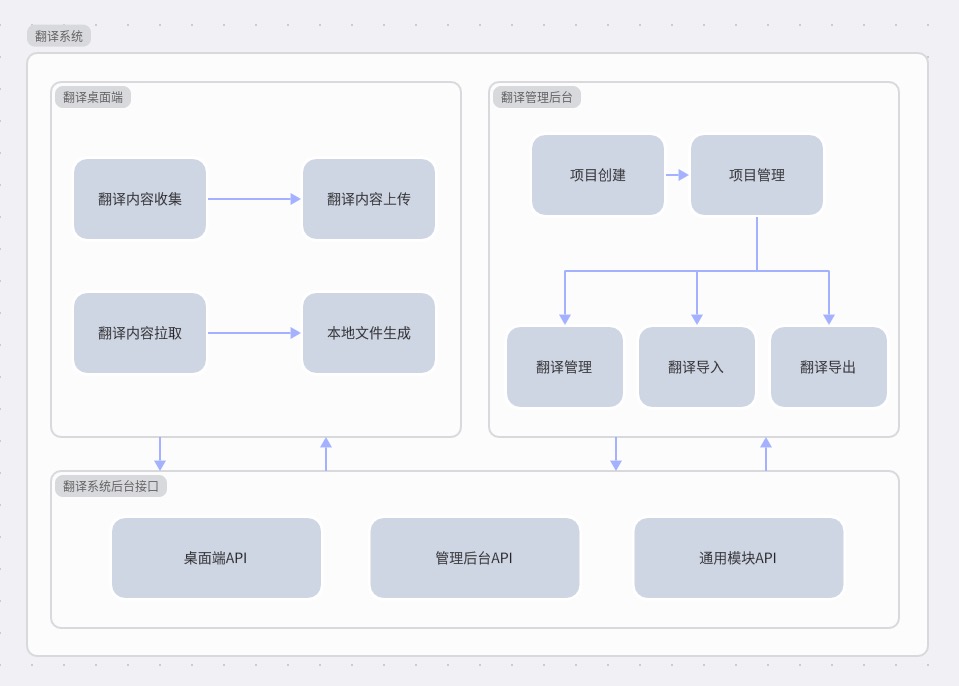 翻译系统
翻译桌面端
翻译内容收集
翻译内容上传
翻译内容拉取
本地文件生成
翻译管理后台
项目创建
项目管理
翻译管理
翻译导入
翻译导出
翻译系统后台接口
桌面端API
管理后台API
通用模块API